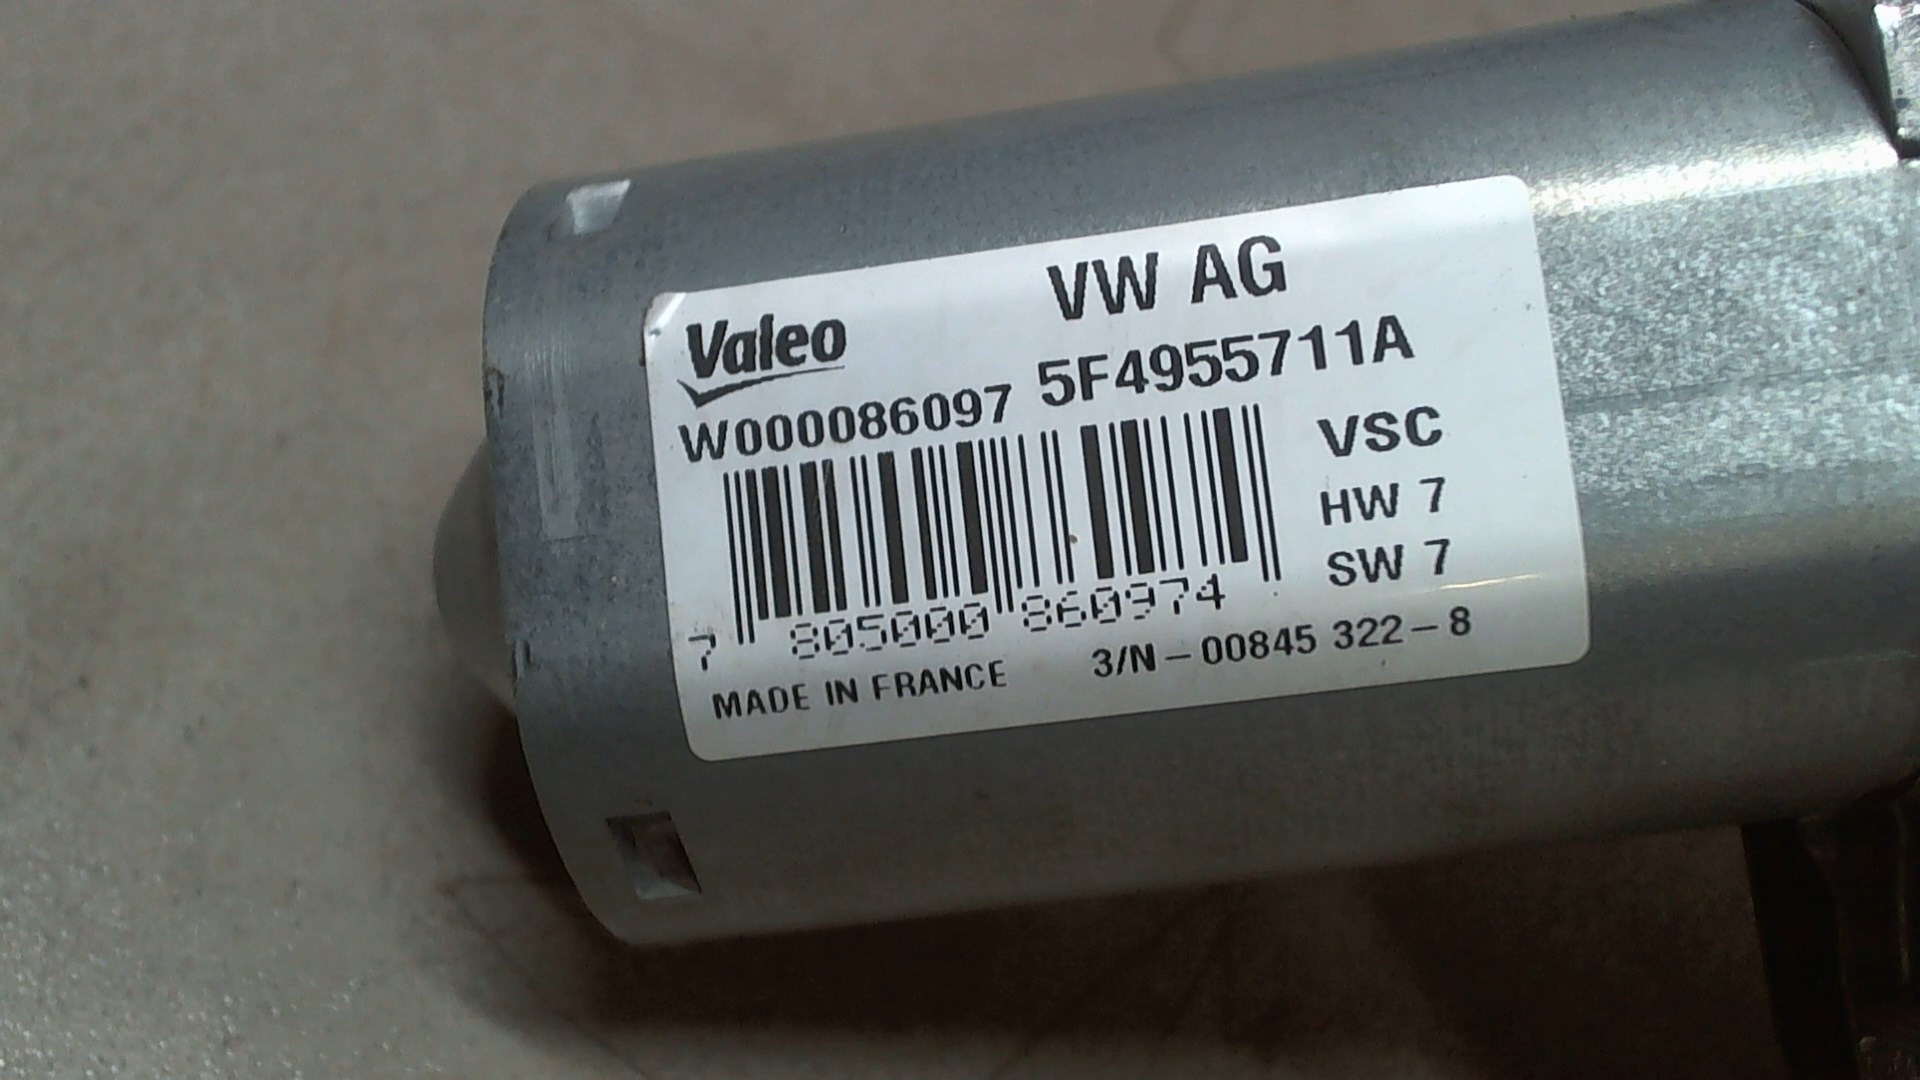 VW AG
Valeo
W000086097 5F4955711A
VSC
HW 7
SW 7
7 805000 860974
MADE IN FRANCE 3/N-00845 322-8